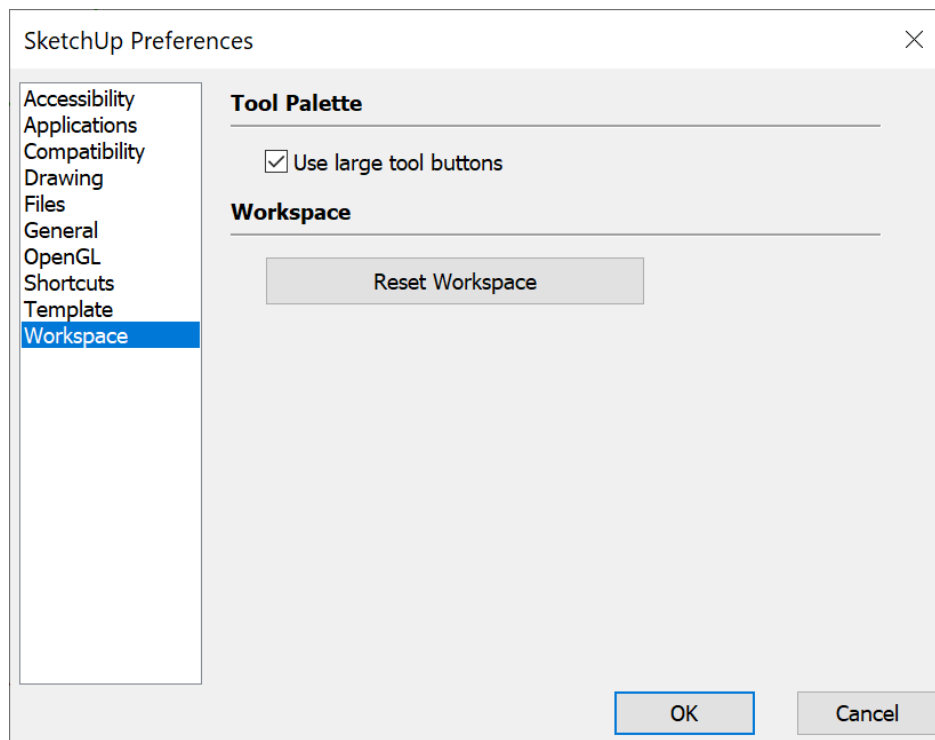 SketchUp Preferences
Accessibility
Applications
Compatibility
Drawing
Files
General
OpenGL
Shortcuts
Template
Workspace
Tool Palette
Use large tool buttons
Workspace
Reset Workspace
OK
Cancel